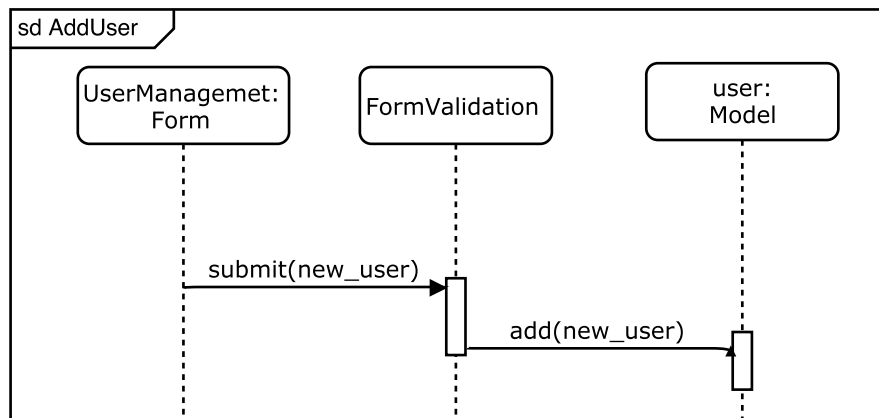 sd AddUser
UserManagemet:
Form
FormValidation
user:
Model
submit(new_user)
add(new_user)